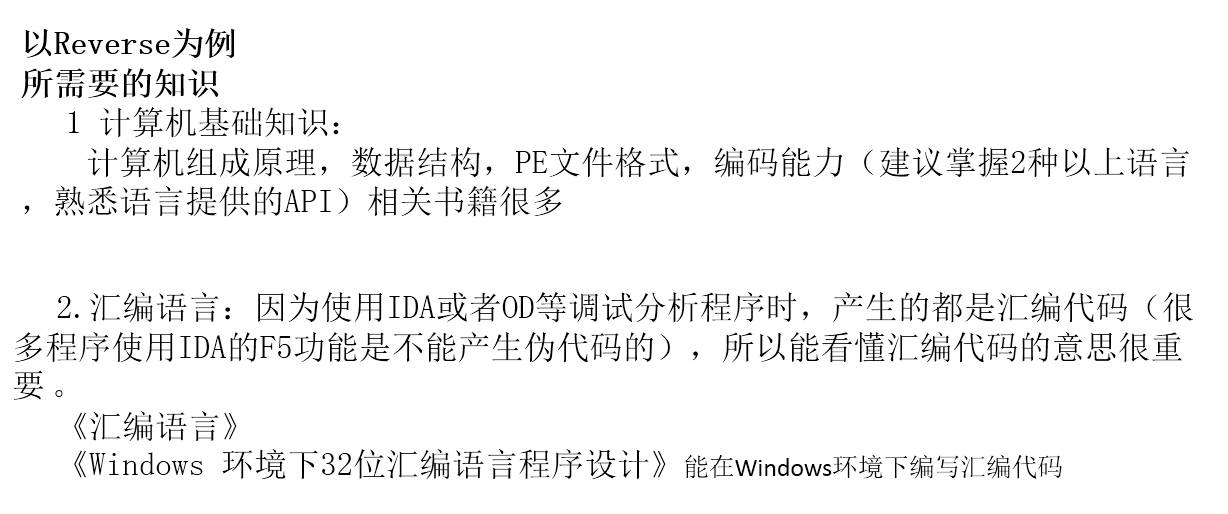 以Reverse为例
所需要的知识
1 计算机基础知识：
计算机组成原理，数据结构，PE文件格式，编码能力（建议掌握2种以上语言
，熟悉语言提供的API）相关书籍很多
2.汇编语言：因为使用IDA或者OD等调试分析程序时，产生的都是汇编代码（很
多程序使用IDA的F5功能是不能产生伪代码的），所以能看懂汇编代码的意思很重
要。
《汇编语言》
《Windows 环境下32位汇编语言程序设计》能在Windows环境下编写汇编代码